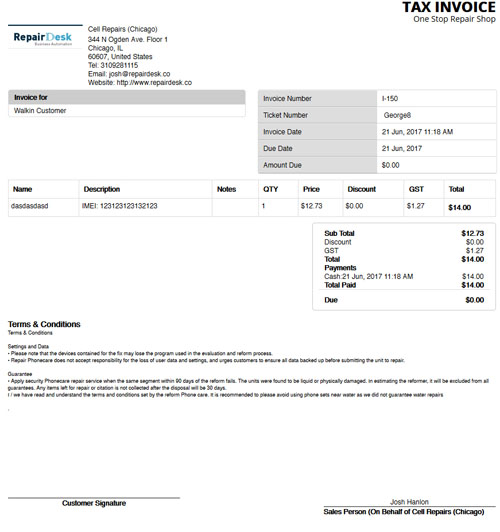 TAX INVOICE
One Stop Repair Shop
RepairDesk
Business Automation
Cell Repairs (Chicago)
344 N Ogden Ave. Floor 1
Chicago, IL
60607, United States
Tel: 3109281115
Email: josh@repairdesk.co
Website: http://www.repairdesk.co
Invoice for
Walkin Customer
Invoice Number I-150
Ticket Number George8
Invoice Date 21 Jun, 2017 11:18 AM
Due Date 21 Jun, 2017
Amount Due $0.00
Name Description Notes QTY Price Discount GST Total
dasdasdasd IMEI: 123123123132123 1 $12.73 $0.00 $1.27 $14.00
Sub Total $12.73
Discount $0.00
GST $1.27
Total $14.00
Payments
Cash:21 Jun, 2017 11:18 AM $14.00
Total Paid $14.00
Due $0.00
Terms & Conditions
Terms & Conditions
Settings and Data
• Please note that the devices contained for the fix may lose the program used in the evaluation and reform process.
• Repair Phonecare does not accept responsibility for the loss of user data and settings, and urges customers to ensure all data backed up before submitting the unit to repair.
Guarantee
• Apply security Phonecare repair service when the same segment within 90 days of the reform fails. The units were found to be liquid or physically damaged. in estimating the reformer, it will be excluded from all
guarantees. Any items left for repair or citation is not collected after the disposal will be 30 days.
I / we have read and understand the terms and conditions set by the reform Phone care. It is recommended to please avoid using phone sets near water as we did not guarantee water repairs
.
Customer Signature
Josh Hanlon
Sales Person (On Behalf of Cell Repairs (Chicago)